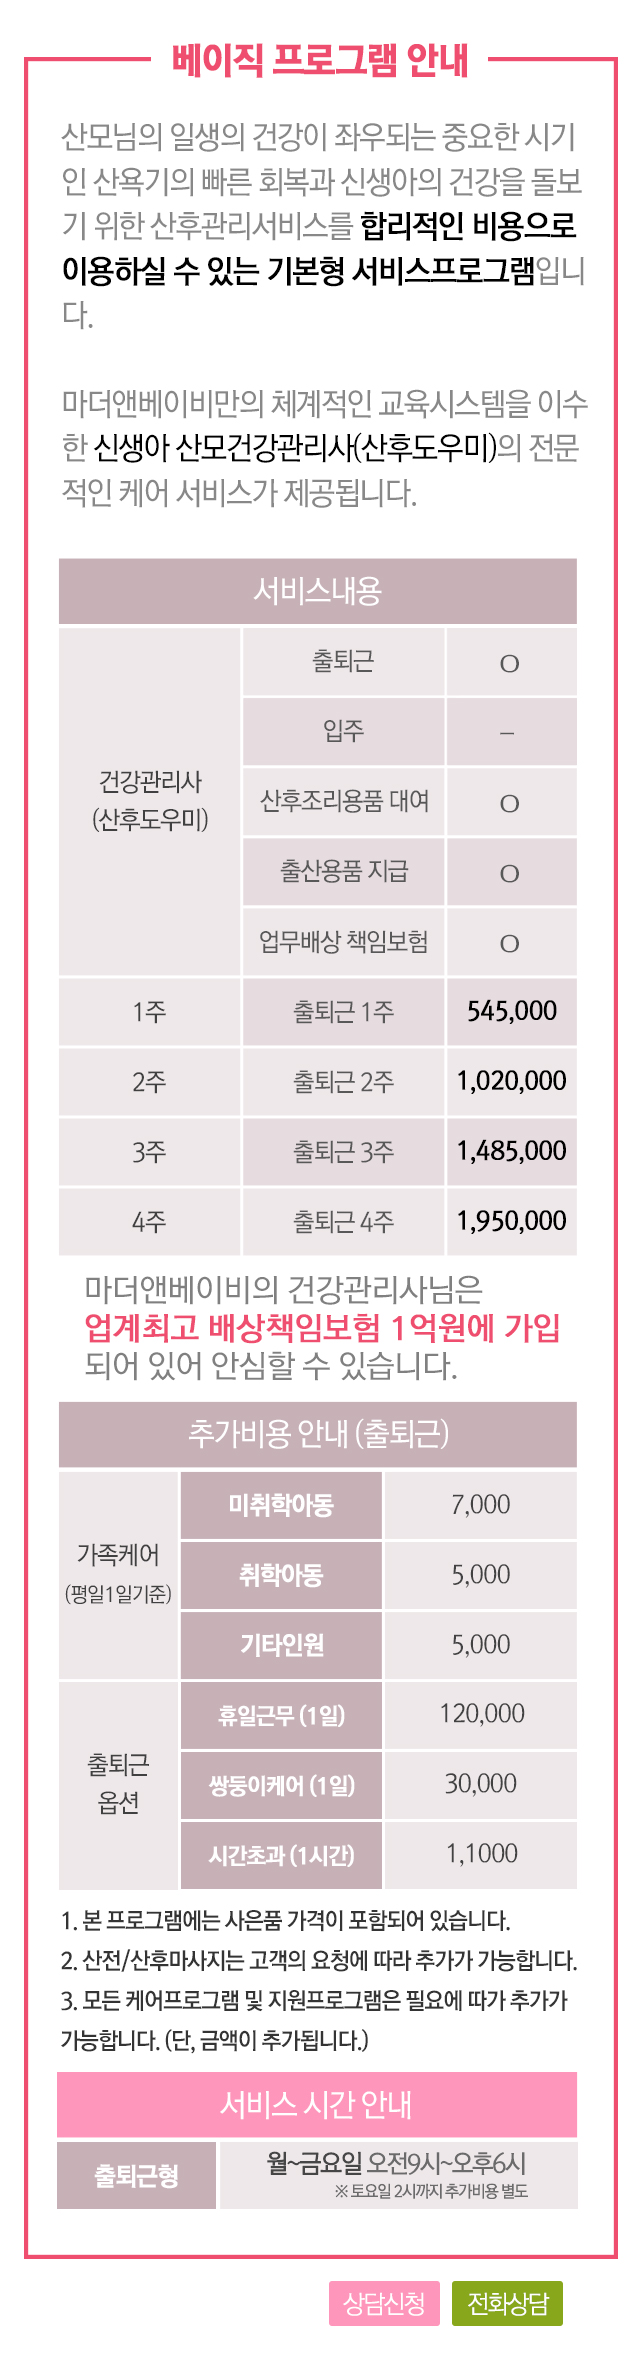 베이직 프로그램 안내
산모님의 일생의 건강이 좌우되는 중요한 시기
인 산욕기의 빠른 회복과 신생아의 건강을 돌보
기 위한 산후관리서비스를 합리적인 비용으로
이용하실 수 있는 기본형 서비스프로그램입니
다.
마더앤베이비만의 체계적인 교육시스템을 이수
한 신생아 산모건강관리사(산후도우미)의 전문
적인 케어 서비스가 제공됩니다.
서비스내용
건강관리사
(산후도우미)
출퇴근 O
입주 –
산후조리용품 대여 O
출산용품 지급 O
업무배상 책임보험 O
1주 출퇴근 1주 545,000
2주 출퇴근 2주 1,020,000
3주 출퇴근 3주 1,485,000
4주 출퇴근 4주 1,950,000
마더앤베이비의 건강관리사님은
업계최고 배상책임보험 1억원에 가입
되어 있어 안심할 수 있습니다.
추가비용 안내 (출퇴근)
가족케어
(평일1일기준)
미취학아동 7,000
취학아동 5,000
기타인원 5,000
출퇴근
옵션
휴일근무 (1일) 120,000
쌍둥이케어 (1일) 30,000
시간초과 (1시간) 1,1000
1. 본 프로그램에는 사은품 가격이 포함되어 있습니다.
2. 산전/산후마사지는 고객의 요청에 따라 추가가 가능합니다.
3. 모든 케어프로그램 및 지원프로그램은 필요에 따가 추가가
가능합니다. (단, 금액이 추가됩니다.)
서비스 시간 안내
출퇴근형 월~금요일 오전9시~오후6시
※ 토요일 2시까지 추가비용 별도
상담신청 전화상담